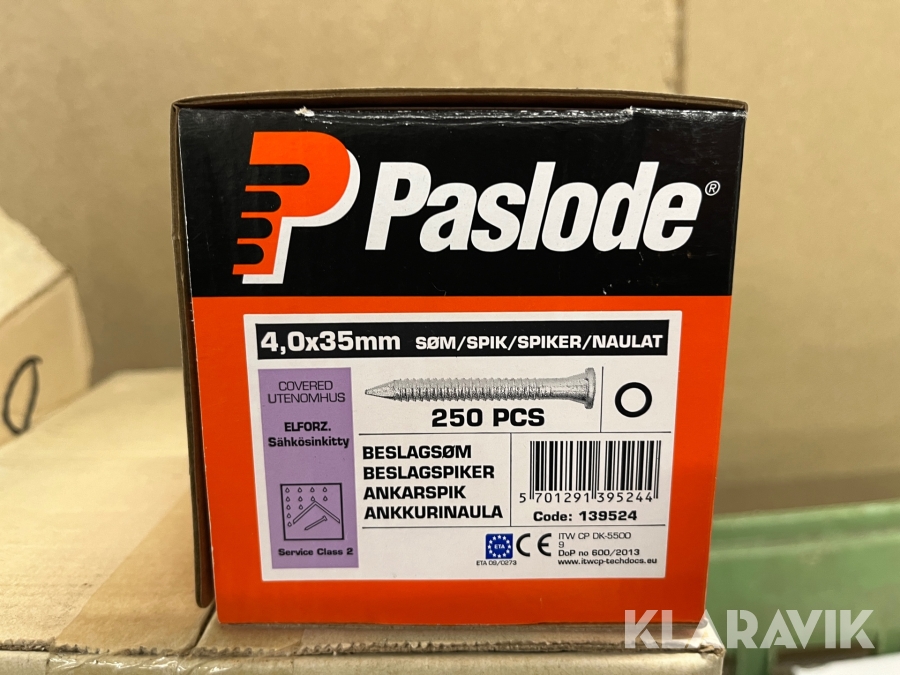 Paslode®
4,0x35mm SØM/SPIK/SPIKER/NAULAT
COVERED
UTENOMHUS
ELFORZ.
Sähkösinkitty
Service Class 2
250 PCS
BESLAGSØM
BESLAGSPIKER
ANKARSPIK
ANKKURINAULA
5 701291 395244
Code: 139524
ETA
ETA 09/0273
CE
ITW CP DK-5500
9
DoP no 600/2013
www.itwcp-techdocs.eu
KLARAVIK